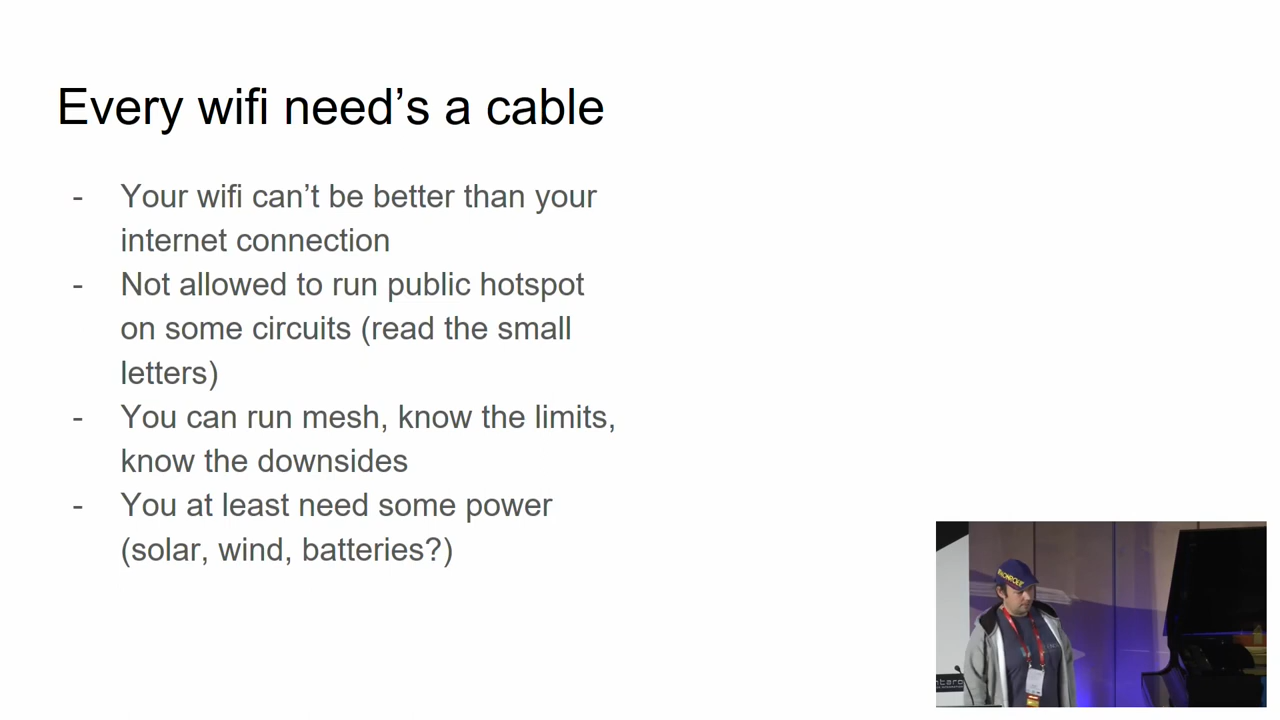 Every wifi need’s a cable
- Your wifi can’t be better than your
internet connection
- Not allowed to run public hotspot
on some circuits (read the small
letters)
- You can run mesh, know the limits,
know the downsides
- You at least need some power
(solar, wind, batteries?)